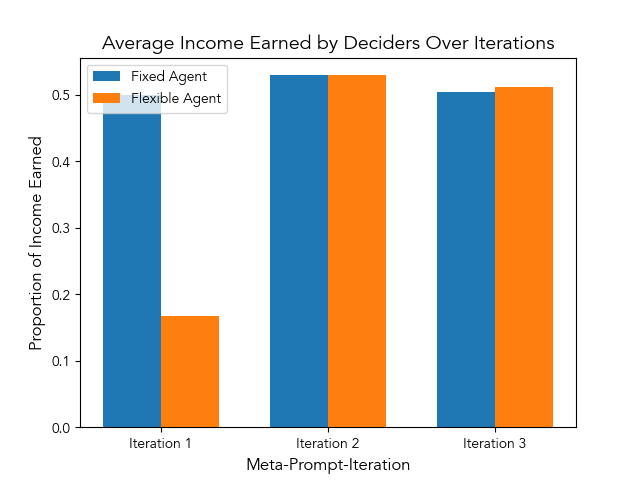 Average Income Earned by Deciders Over Iterations
Fixed Agent
Flexible Agent
Proportion of Income Earned
0.5
0.4
0.3
0.2
0.1
0.0
Iteration 1
Iteration 2
Iteration 3
Meta-Prompt-Iteration